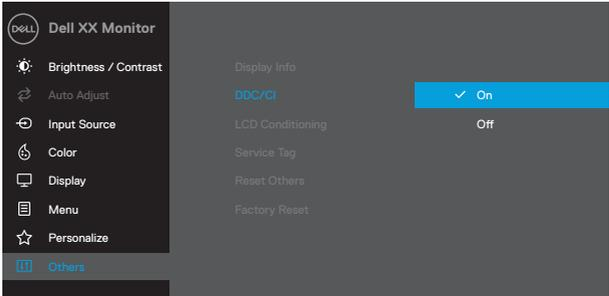 DELL
Dell XX Monitor
Brightness / Contrast
Display Info
Auto Adjust
DDC/CI
On
Input Source
LCD Conditioning
Off
Color
Service Tag
Display
Reset Others
Menu
Factory Reset
Personalize
Others